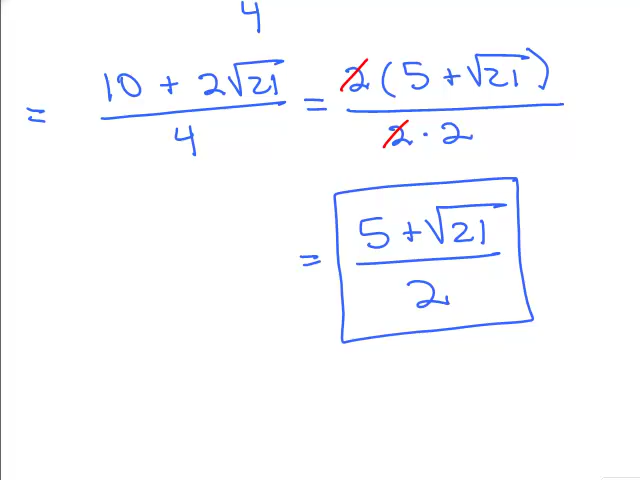 4
= 10 + 2√21 / 4 = 2(5 + √21) / 2 · 2
= 5 + √21 / 2